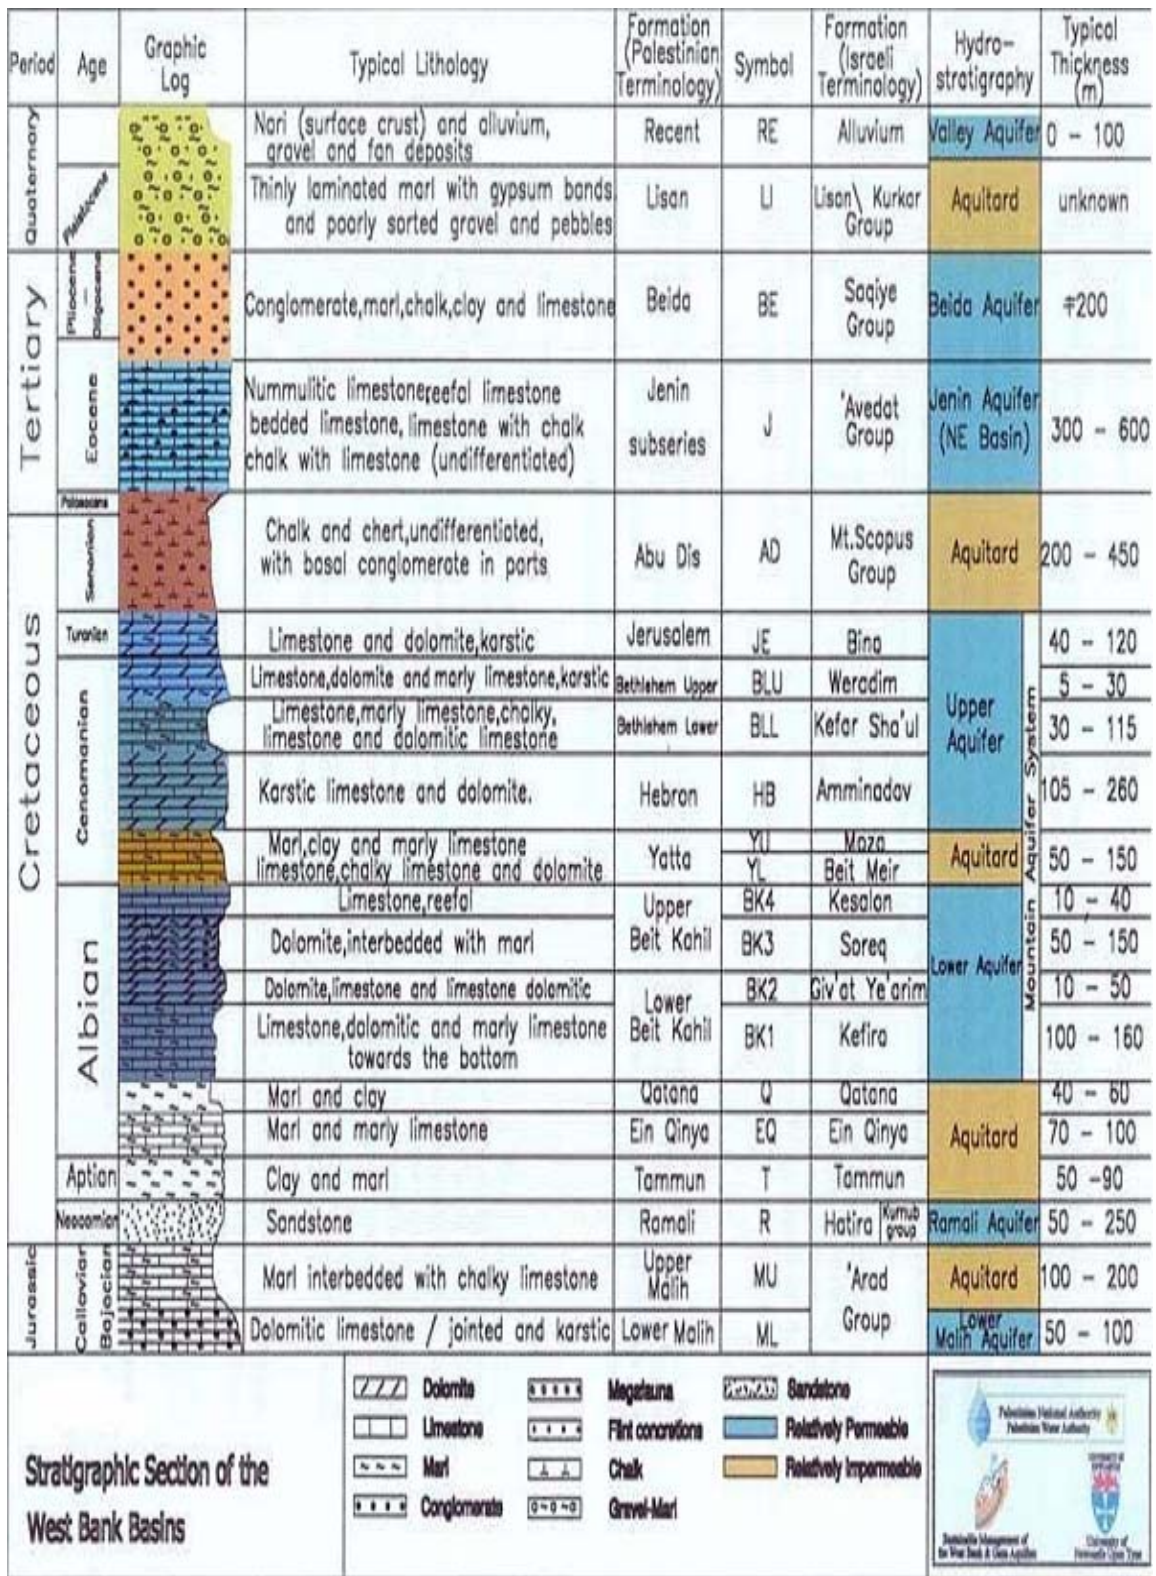 Period
Age
Graphic
Log
Typical Lithology
Formation
(Palestinian
Terminology)
Symbol
Formation
(Israeli
Terminology)
Hydro-
stratigraphy
Typical
Thickness
(m)
quaternary
Nari (surface crust) and alluvium,
gravel and fan deposits
Recent
RE
Alluvium
Valley Aquifer
0 - 100
Pleistocene
Thinly laminated marl with gypsum bands
and poorly sorted gravel and pebbles
Lisan
LI
Lisan\ Kurkar
Group
Aquitard
unknown
Tertiary
Pliocene
-
Oligocene
Conglomerate,marl,chalk,clay and limestone
Beida
BE
Saqiye
Group
Beida Aquifer
200
Eocene
Nummulitic limestone,reefal limestone
bedded limestone, limestone with chalk
chalk with limestone (undifferentiated)
Jenin
subseries
J
'Avedat
Group
Jenin Aquifer
(NE Basin)
300 - 600
Paleocene
Cretaceous
Senonian
Chalk and chert,undifferentiated,
with basal conglomerate in parts
Abu Dis
AD
Mt.Scopus
Group
Aquitard
200 - 450
Turonian
Limestone and dolomite,karstic
Jerusalem
JE
Bina
40 - 120
Cenomanian
Limestone,dolomite and marly limestone,karstic
Bethlehem Upper
BLU
Weradim
Upper
Aquifer
5 - 30
Limestone,marly limestone,chalky,
limestone and dolomitic limestone
Bethlehem Lower
BLL
Kefar Sha'ul
30 - 115
Karstic limestone and dolomite.
Hebron
HB
Amminadav
105 - 260
Mountain Aquifer System
Marl,clay and marly limestone
limestone,chalky limestone and dolomite
Yatta
YU
YL
Moza
Beit Meir
Aquitard
50 - 150
Albian
Limestone,reefal
Upper
Beit Kahil
BK4
Kesalon
10 - 40
Dolomite,interbedded with marl
BK3
Soreq
Lower Aquifer
50 - 150
Dolomite,limestone and limestone dolomitic
Lower
Beit Kahil
BK2
Giv'at Ye'arim
10 - 50
Limestone,dolomitic and marly limestone
towards the bottom
BK1
Kefira
100 - 160
Marl and clay
Qatana
Q
Qatana
40 - 60
Marl and marly limestone
Ein Qinya
EQ
Ein Qinya
Aquitard
70 - 100
Aptian
Clay and marl
Tammun
T
Tammun
50 -90
Neocomian
Sandstone
Ramali
R
Hatira
Kurnub
group
Ramali Aquifer
50 - 250
Jurassic
Callovian
Bajocian
Marl interbedded with chalky limestone
Upper
Malih
MU
'Arad
Group
Aquitard
100 - 200
Dolomitic limestone / jointed and karstic
Lower Malih
ML
Lower
Malih Aquifer
50 - 100
Stratigraphic Section of the
West Bank Basins
Dolomite
Limestone
Marl
Conglomerate
Megafauna
Flint concretions
Chalk
Gravel-Marl
Sandstone
Relatively Permeable
Relatively Impermeable
Palestinian National Authority
Palestinian Water Authority
Sustainable Management of
the West Bank & Gaza Aquifers
University of
Newcastle Upon Tyne